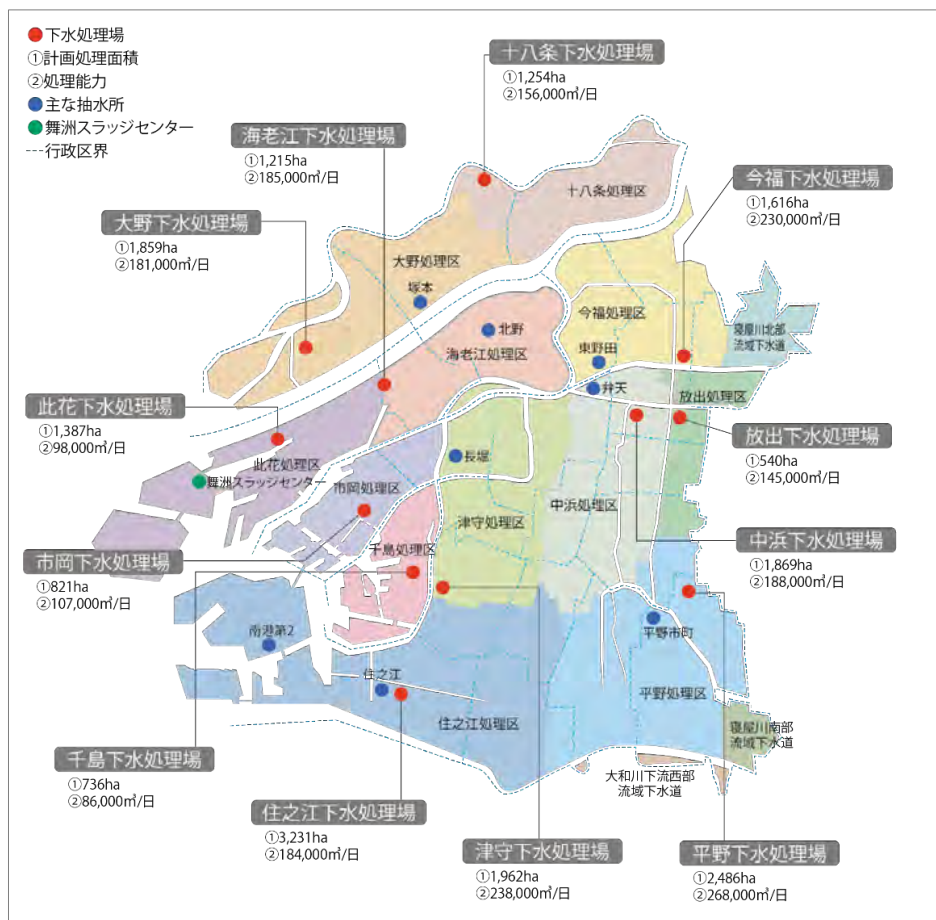 下水処理場
①計画処理面積
②処理能力
主な抽水所
舞洲スラッジセンター
行政区界
十八条下水処理場
①1,254ha
②156,000㎥/日
海老江下水処理場
①1,215ha
②185,000㎥/日
今福下水処理場
①1,616ha
②230,000㎥/日
大野下水処理場
①1,859ha
②181,000㎥/日
十八条処理区
大野処理区
塚本
北野
海老江処理区
今福処理区
東野田
寝屋川北部
流域下水道
弁天
放出処理区
此花下水処理場
①1,387ha
②98,000㎥/日
放出下水処理場
①540ha
②145,000㎥/日
此花処理区
舞洲スラッジセンター
市岡処理区
長堀
津守処理区
中浜処理区
千島処理区
中浜下水処理場
①1,869ha
②188,000㎥/日
市岡下水処理場
①821ha
②107,000㎥/日
南港第2
平野市町
住之江
住之江処理区
平野処理区
寝屋川南部
流域下水道
大和川下流西部
流域下水道
千島下水処理場
①736ha
②86,000㎥/日
住之江下水処理場
①3,231ha
②184,000㎥/日
津守下水処理場
①1,962ha
②238,000㎥/日
平野下水処理場
①2,486ha
②268,000㎥/日